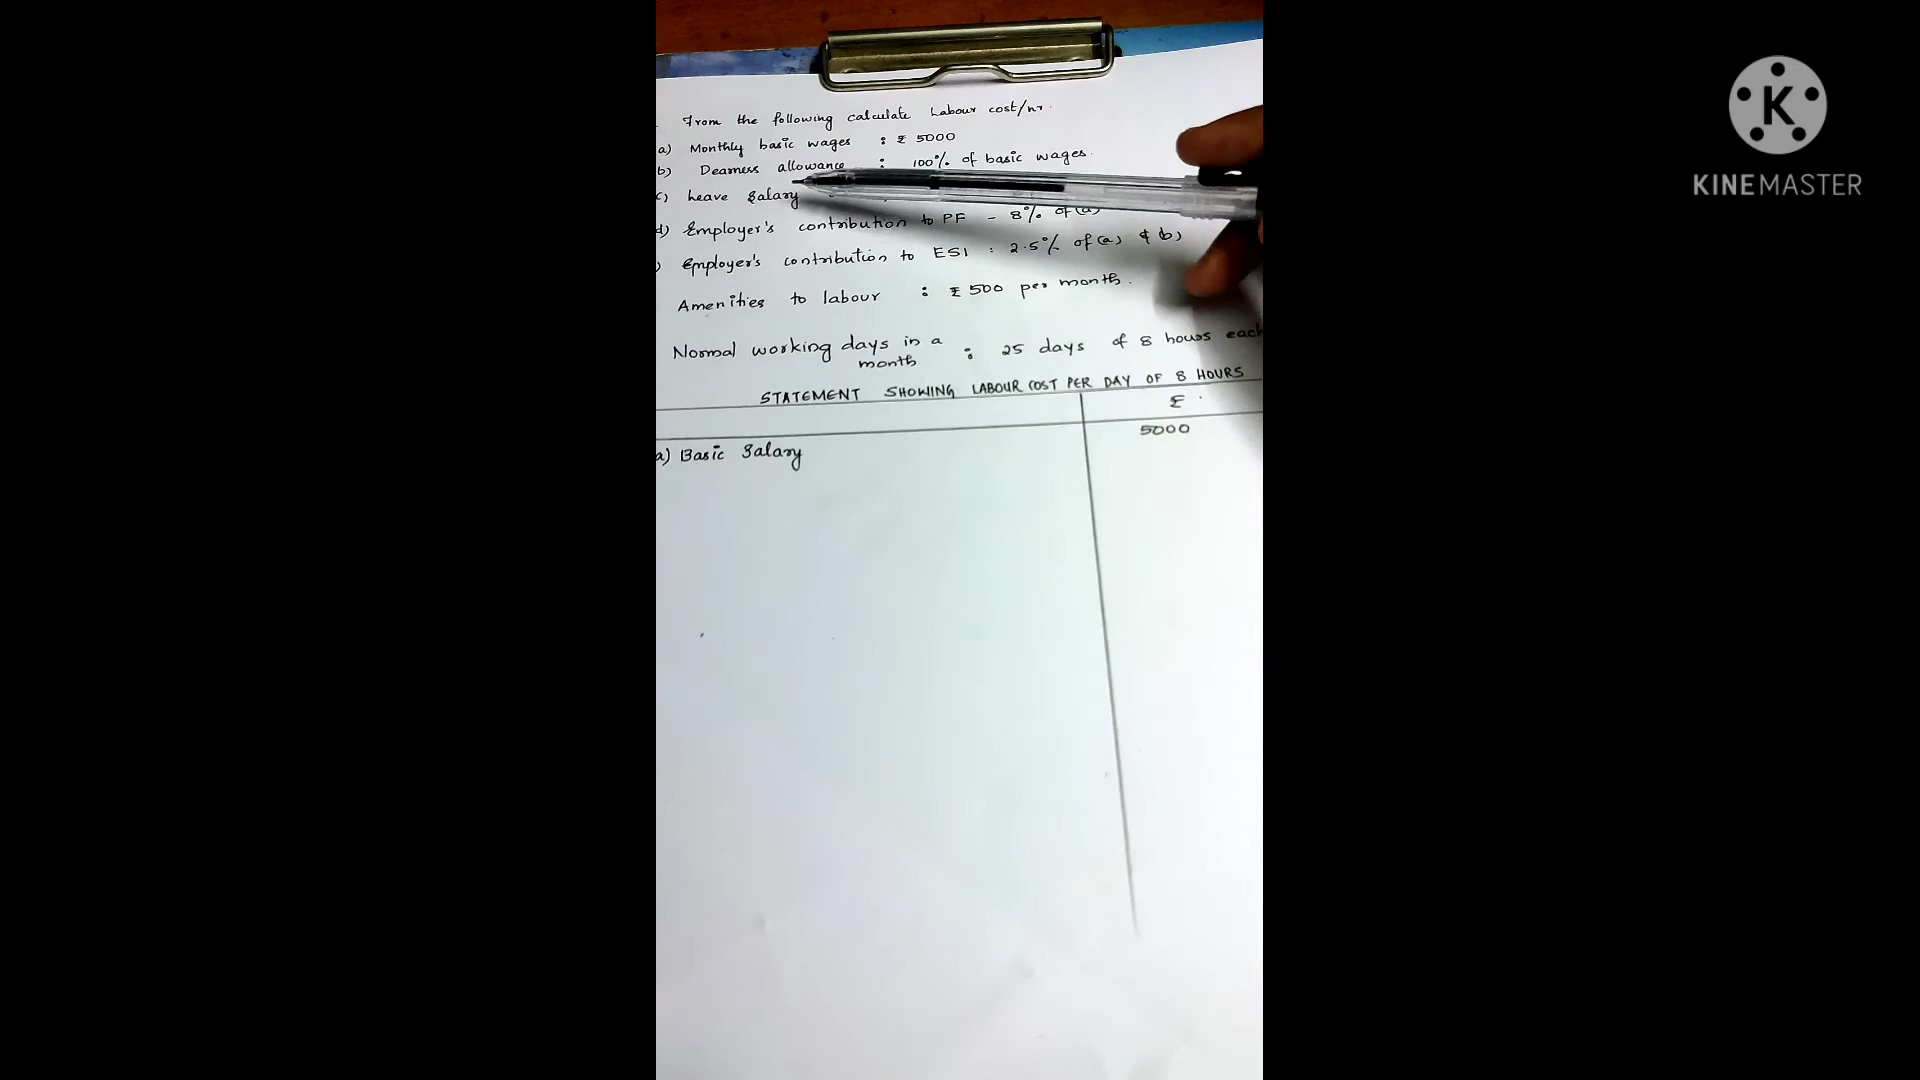 From the following calculate Labour cost/hr.
a) Monthly basic wages : ₹ 5000
b) Dearness allowance : 100% of basic wages.
c) Leave Salary
d) Employer's contribution to PF - 8% of (a)
) Employer's contribution to ESI : 2.5% of (a) & b)
Amenities to labour : ₹ 500 per month.
Normal working days in a month : 25 days of 8 hours each
STATEMENT SHOWING LABOUR COST PER DAY OF 8 HOURS
₹
a) Basic Salary 5000
K
KINEMASTER